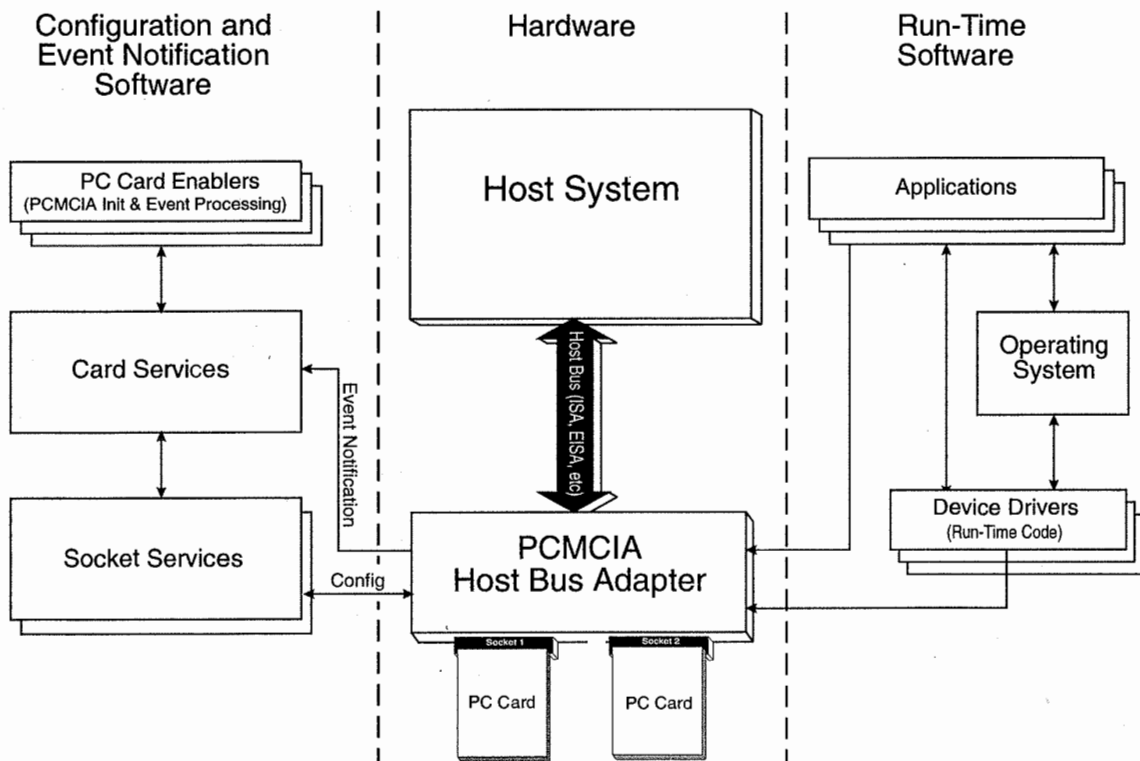 Configuration and
Event Notification
Software
Hardware
Run-Time
Software
PC Card Enablers
(PCMCIA Init & Event Processing)
Host System
Applications
Card Services
Host Bus (ISA, EISA, etc)
Operating
System
Event Notification
Socket Services
Config
PCMCIA
Host Bus Adapter
Device Drivers
(Run-Time Code)
Socket 1
Socket 2
PC Card
PC Card